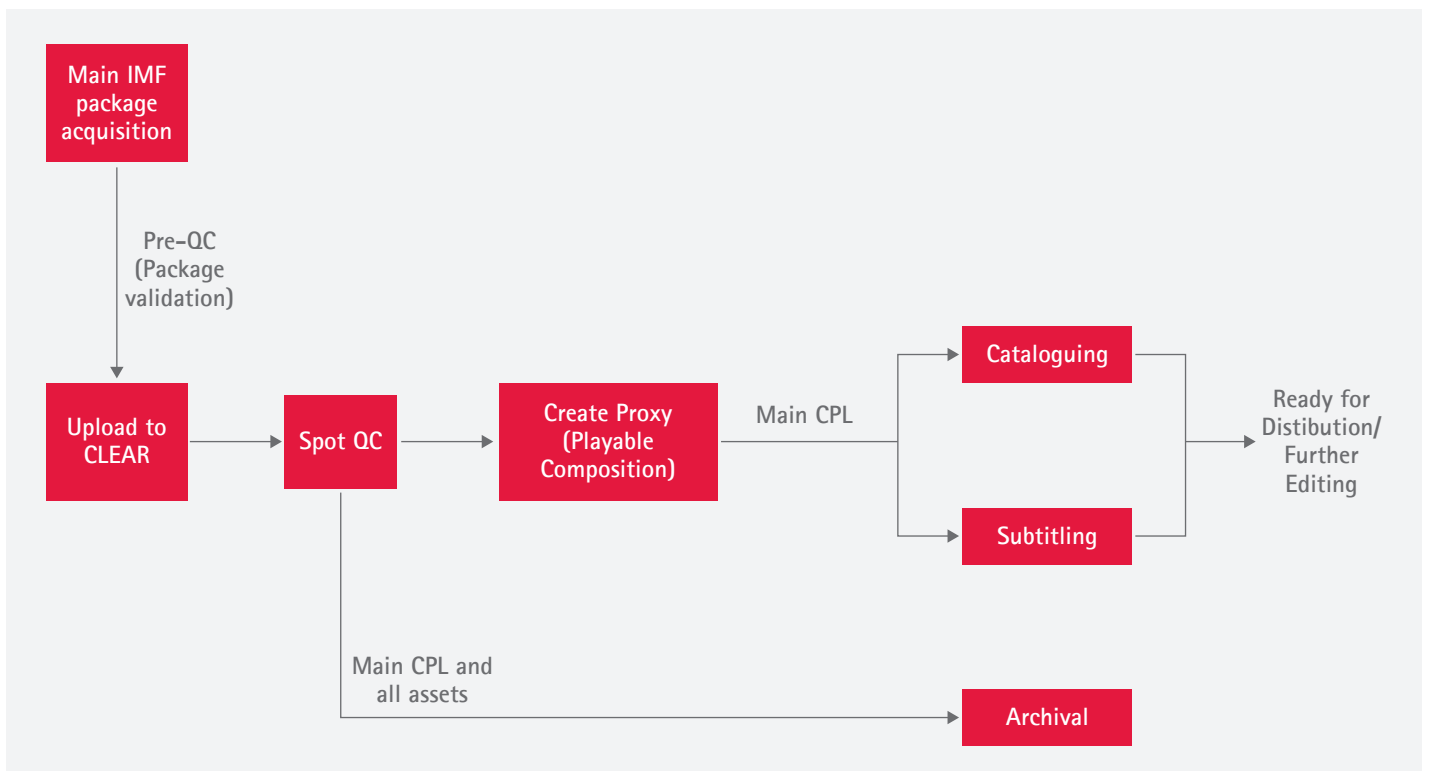 Main IMF
package
acquisition
Pre-QC
(Package
validation)
Upload to
CLEAR
Spot QC
Create Proxy
(Playable
Composition)
Main CPL
Cataloguing
Subtitling
Ready for
Distibution/
Further
Editing
Main CPL and
all assets
Archival